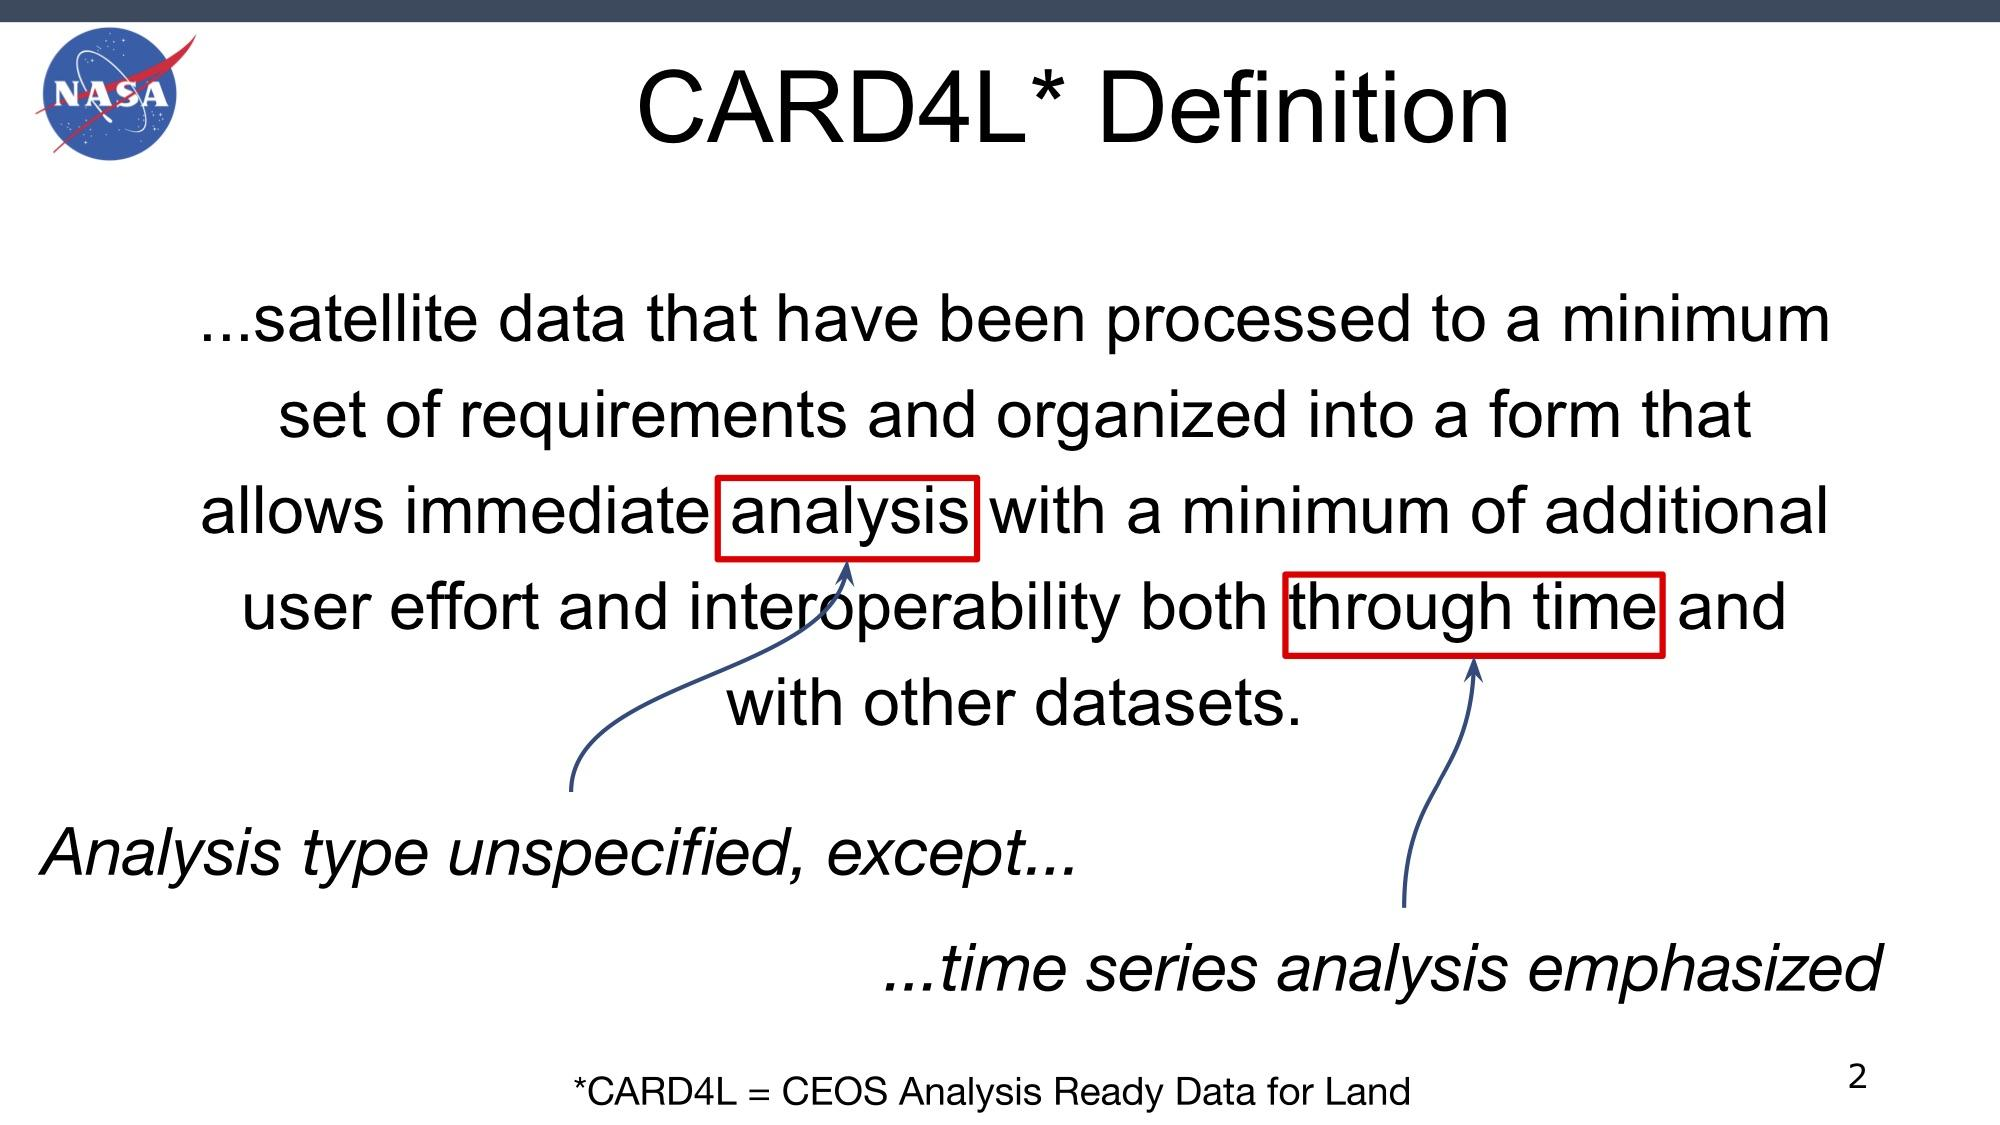 NASA
CARD4L* Definition
...satellite data that have been processed to a minimum
set of requirements and organized into a form that
allows immediate analysis with a minimum of additional
user effort and interoperability both through time and
with other datasets.
Analysis type unspecified, except...
...time series analysis emphasized
*CARD4L = CEOS Analysis Ready Data for Land
2